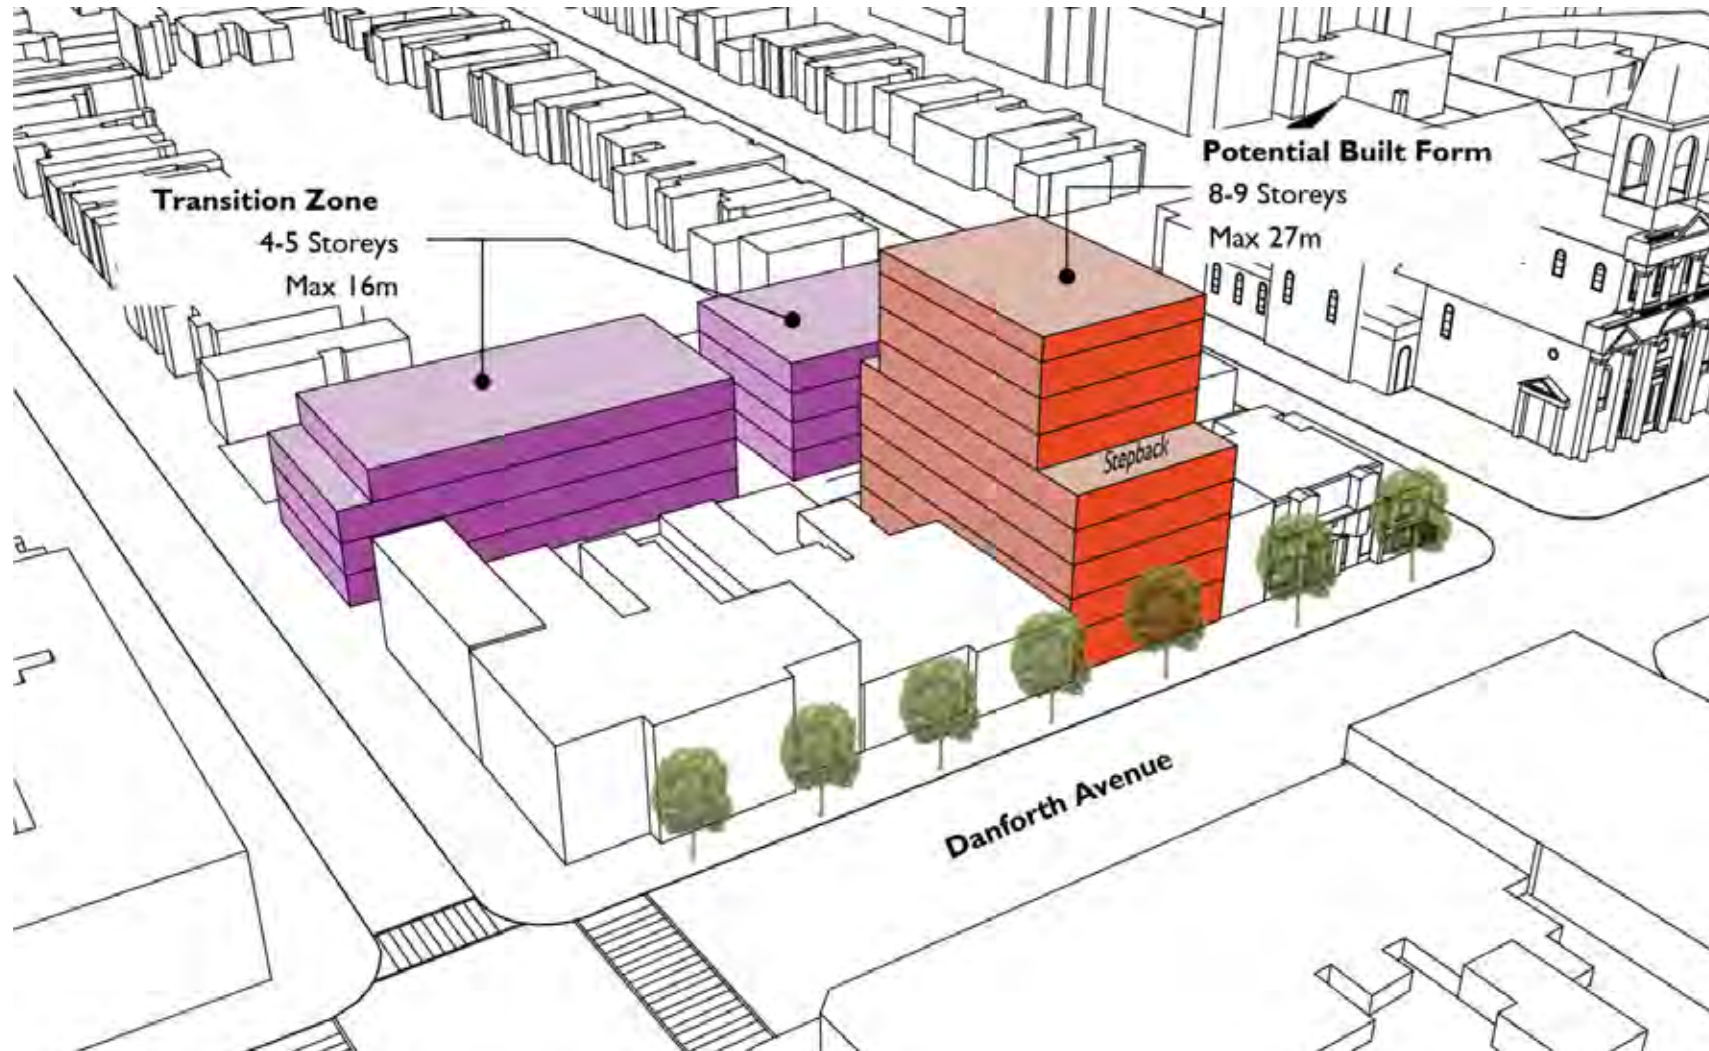 Transition Zone
4-5 Storeys
Max 16m
Potential Built Form
8-9 Storeys
Max 27m
Stepback
Danforth Avenue